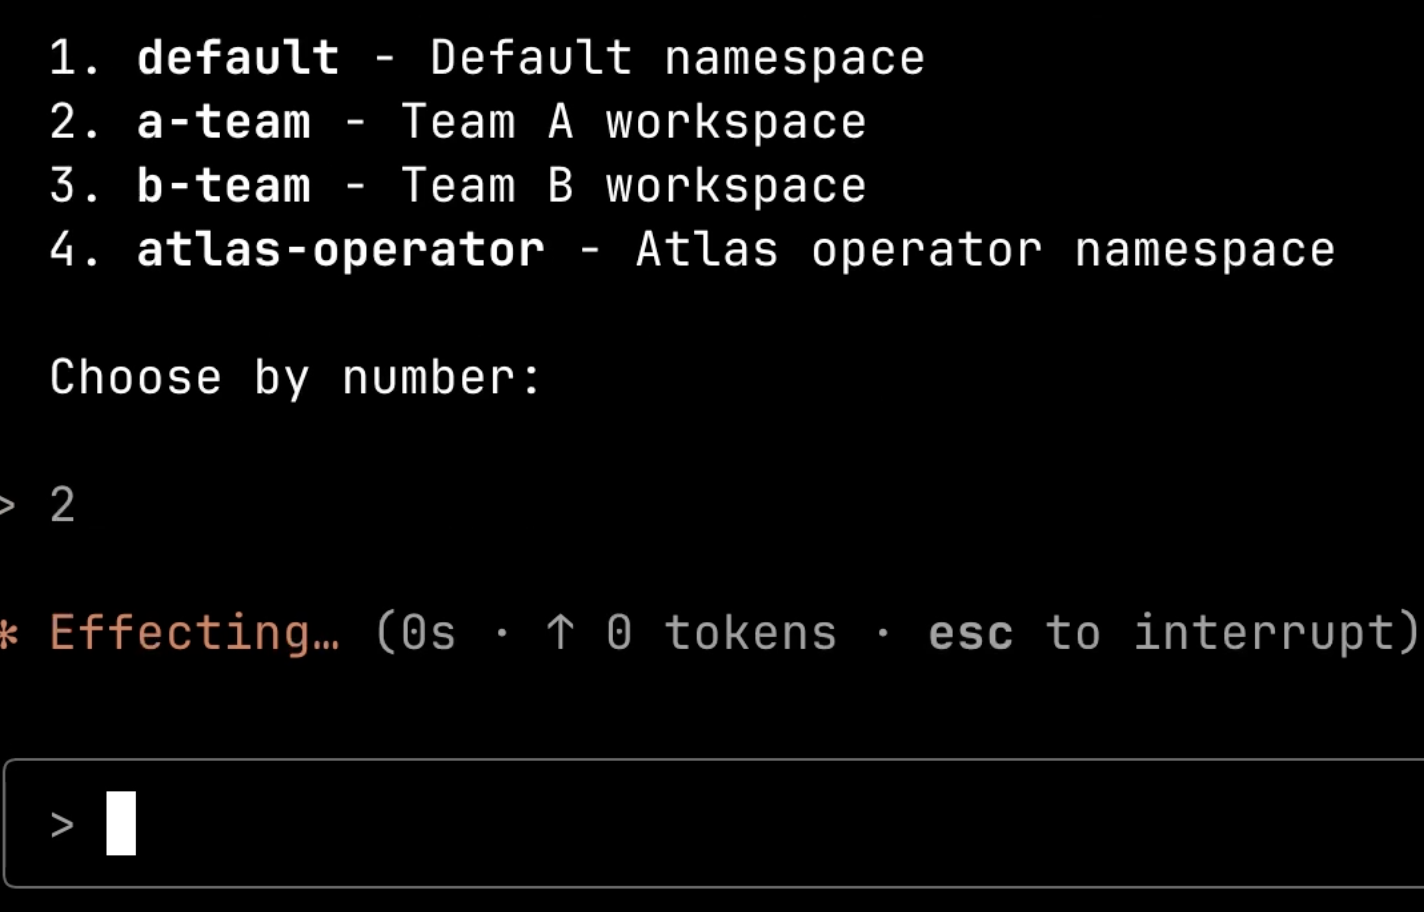 1. default - Default namespace
2. a-team - Team A workspace
3. b-team - Team B workspace
4. atlas-operator - Atlas operator namespace
Choose by number:
> 2
* Effecting… (0s · ↑ 0 tokens · esc to interrupt)
>